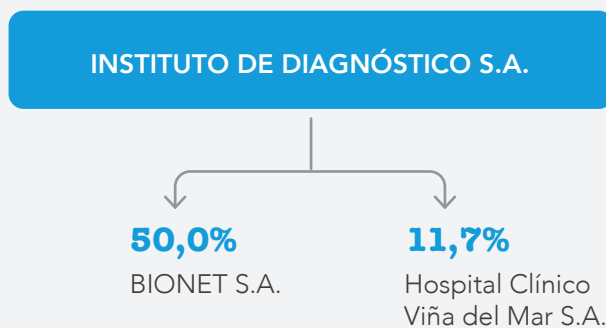 INSTITUTO DE DIAGNÓSTICO S.A.
50,0%
BIONET S.A.
11,7%
Hospital Clínico
Viña del Mar S.A.